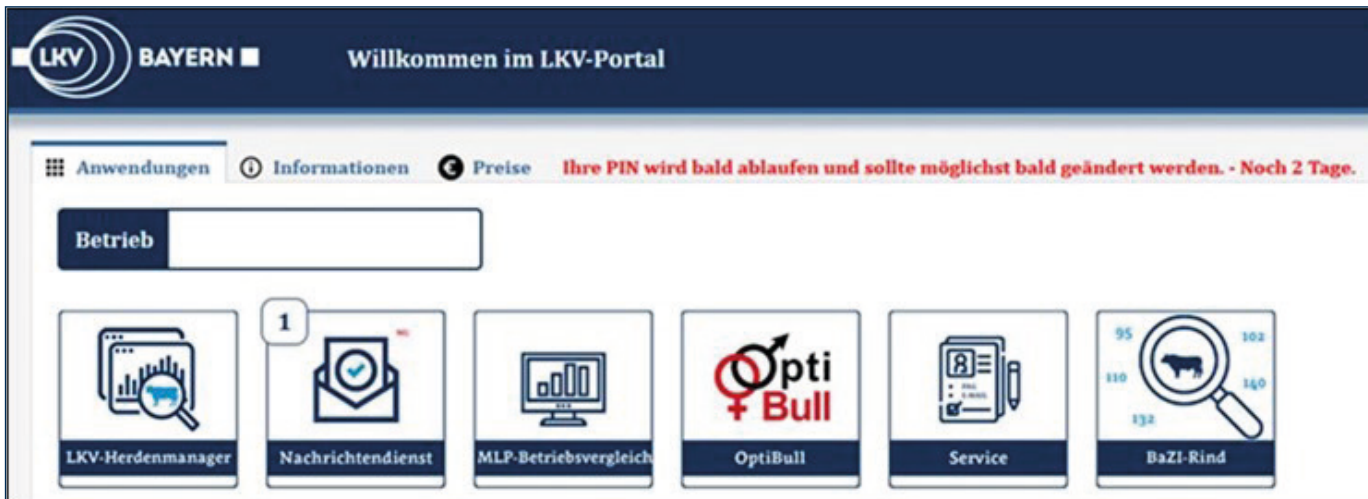 LKV BAYERN
Willkommen im LKV-Portal
Anwendungen Informationen Preise Ihre PIN wird bald ablaufen und sollte möglichst bald geändert werden. - Noch 2 Tage.
Betrieb
1
Opti
Bull
95
102
110
140
132
LKV-Herdenmanager Nachrichtendienst MLP-Betriebsvergleich OptiBull Service BaZI-Rind